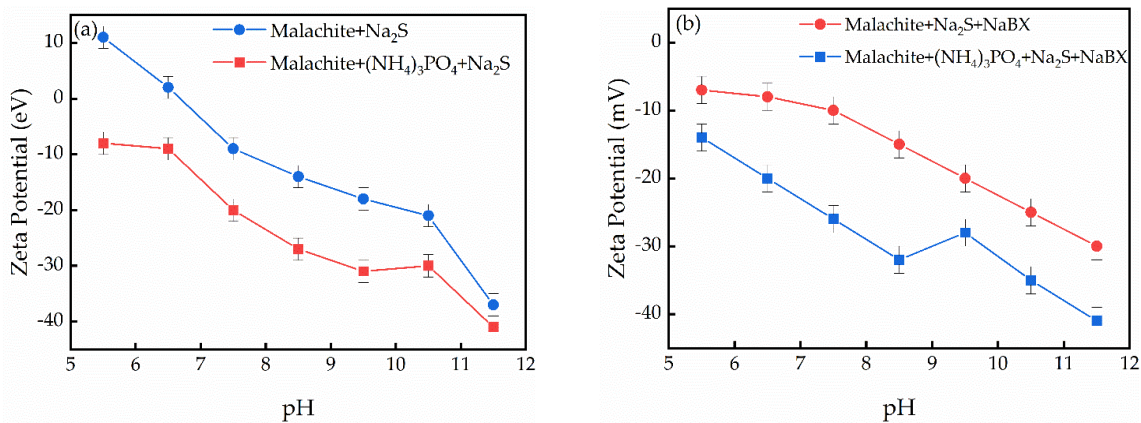 (a)
Malachite+Na₂S
Malachite+(NH₄)₃PO₄+Na₂S
Zeta Potential (eV)
10
0
-10
-20
-30
-40
5 6 7 8 9 10 11 12
pH
(b)
Malachite+Na₂S+NaBX
Malachite+(NH₄)₃PO₄+Na₂S+NaBX
Zeta Potential (mV)
0
-10
-20
-30
-40
5 6 7 8 9 10 11 12
pH